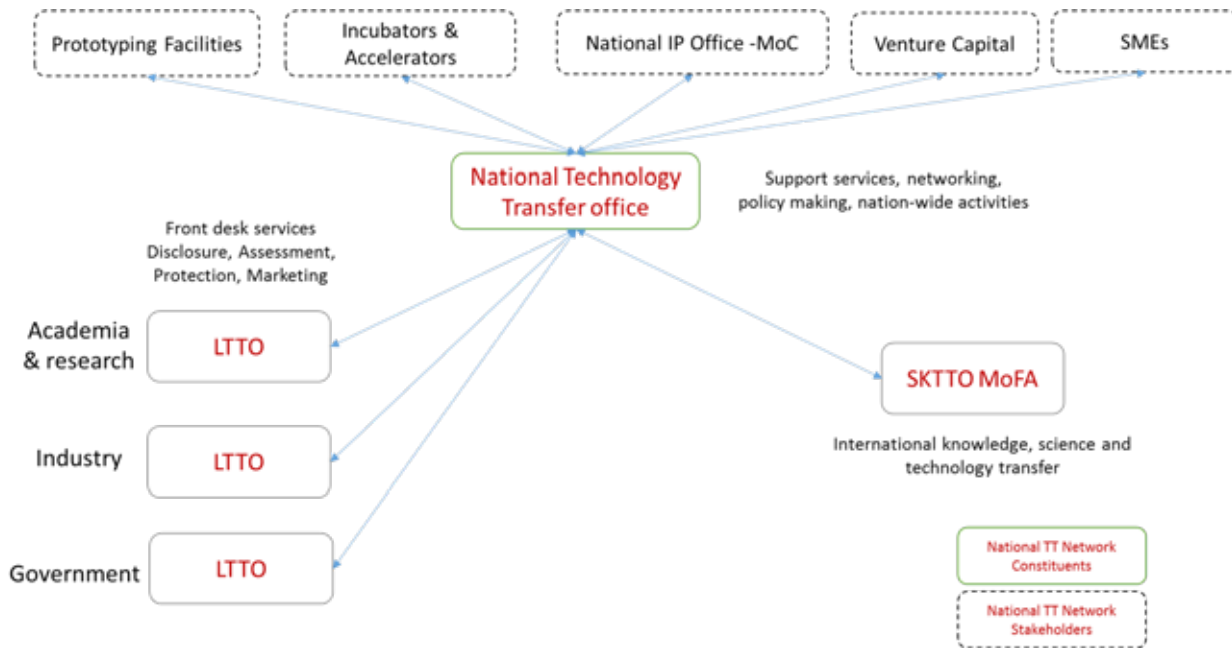 Prototyping Facilities
Incubators &
Accelerators
National IP Office -MoC
Venture Capital
SMEs
National Technology
Transfer office
Support services, networking,
policy making, nation-wide activities
Front desk services
Disclosure, Assessment,
Protection, Marketing
Academia
& research
LTTO
SKTTO MoFA
International knowledge, science and
technology transfer
Industry
LTTO
Government
LTTO
National TT Network
Constituents
National TT Network
Stakeholders